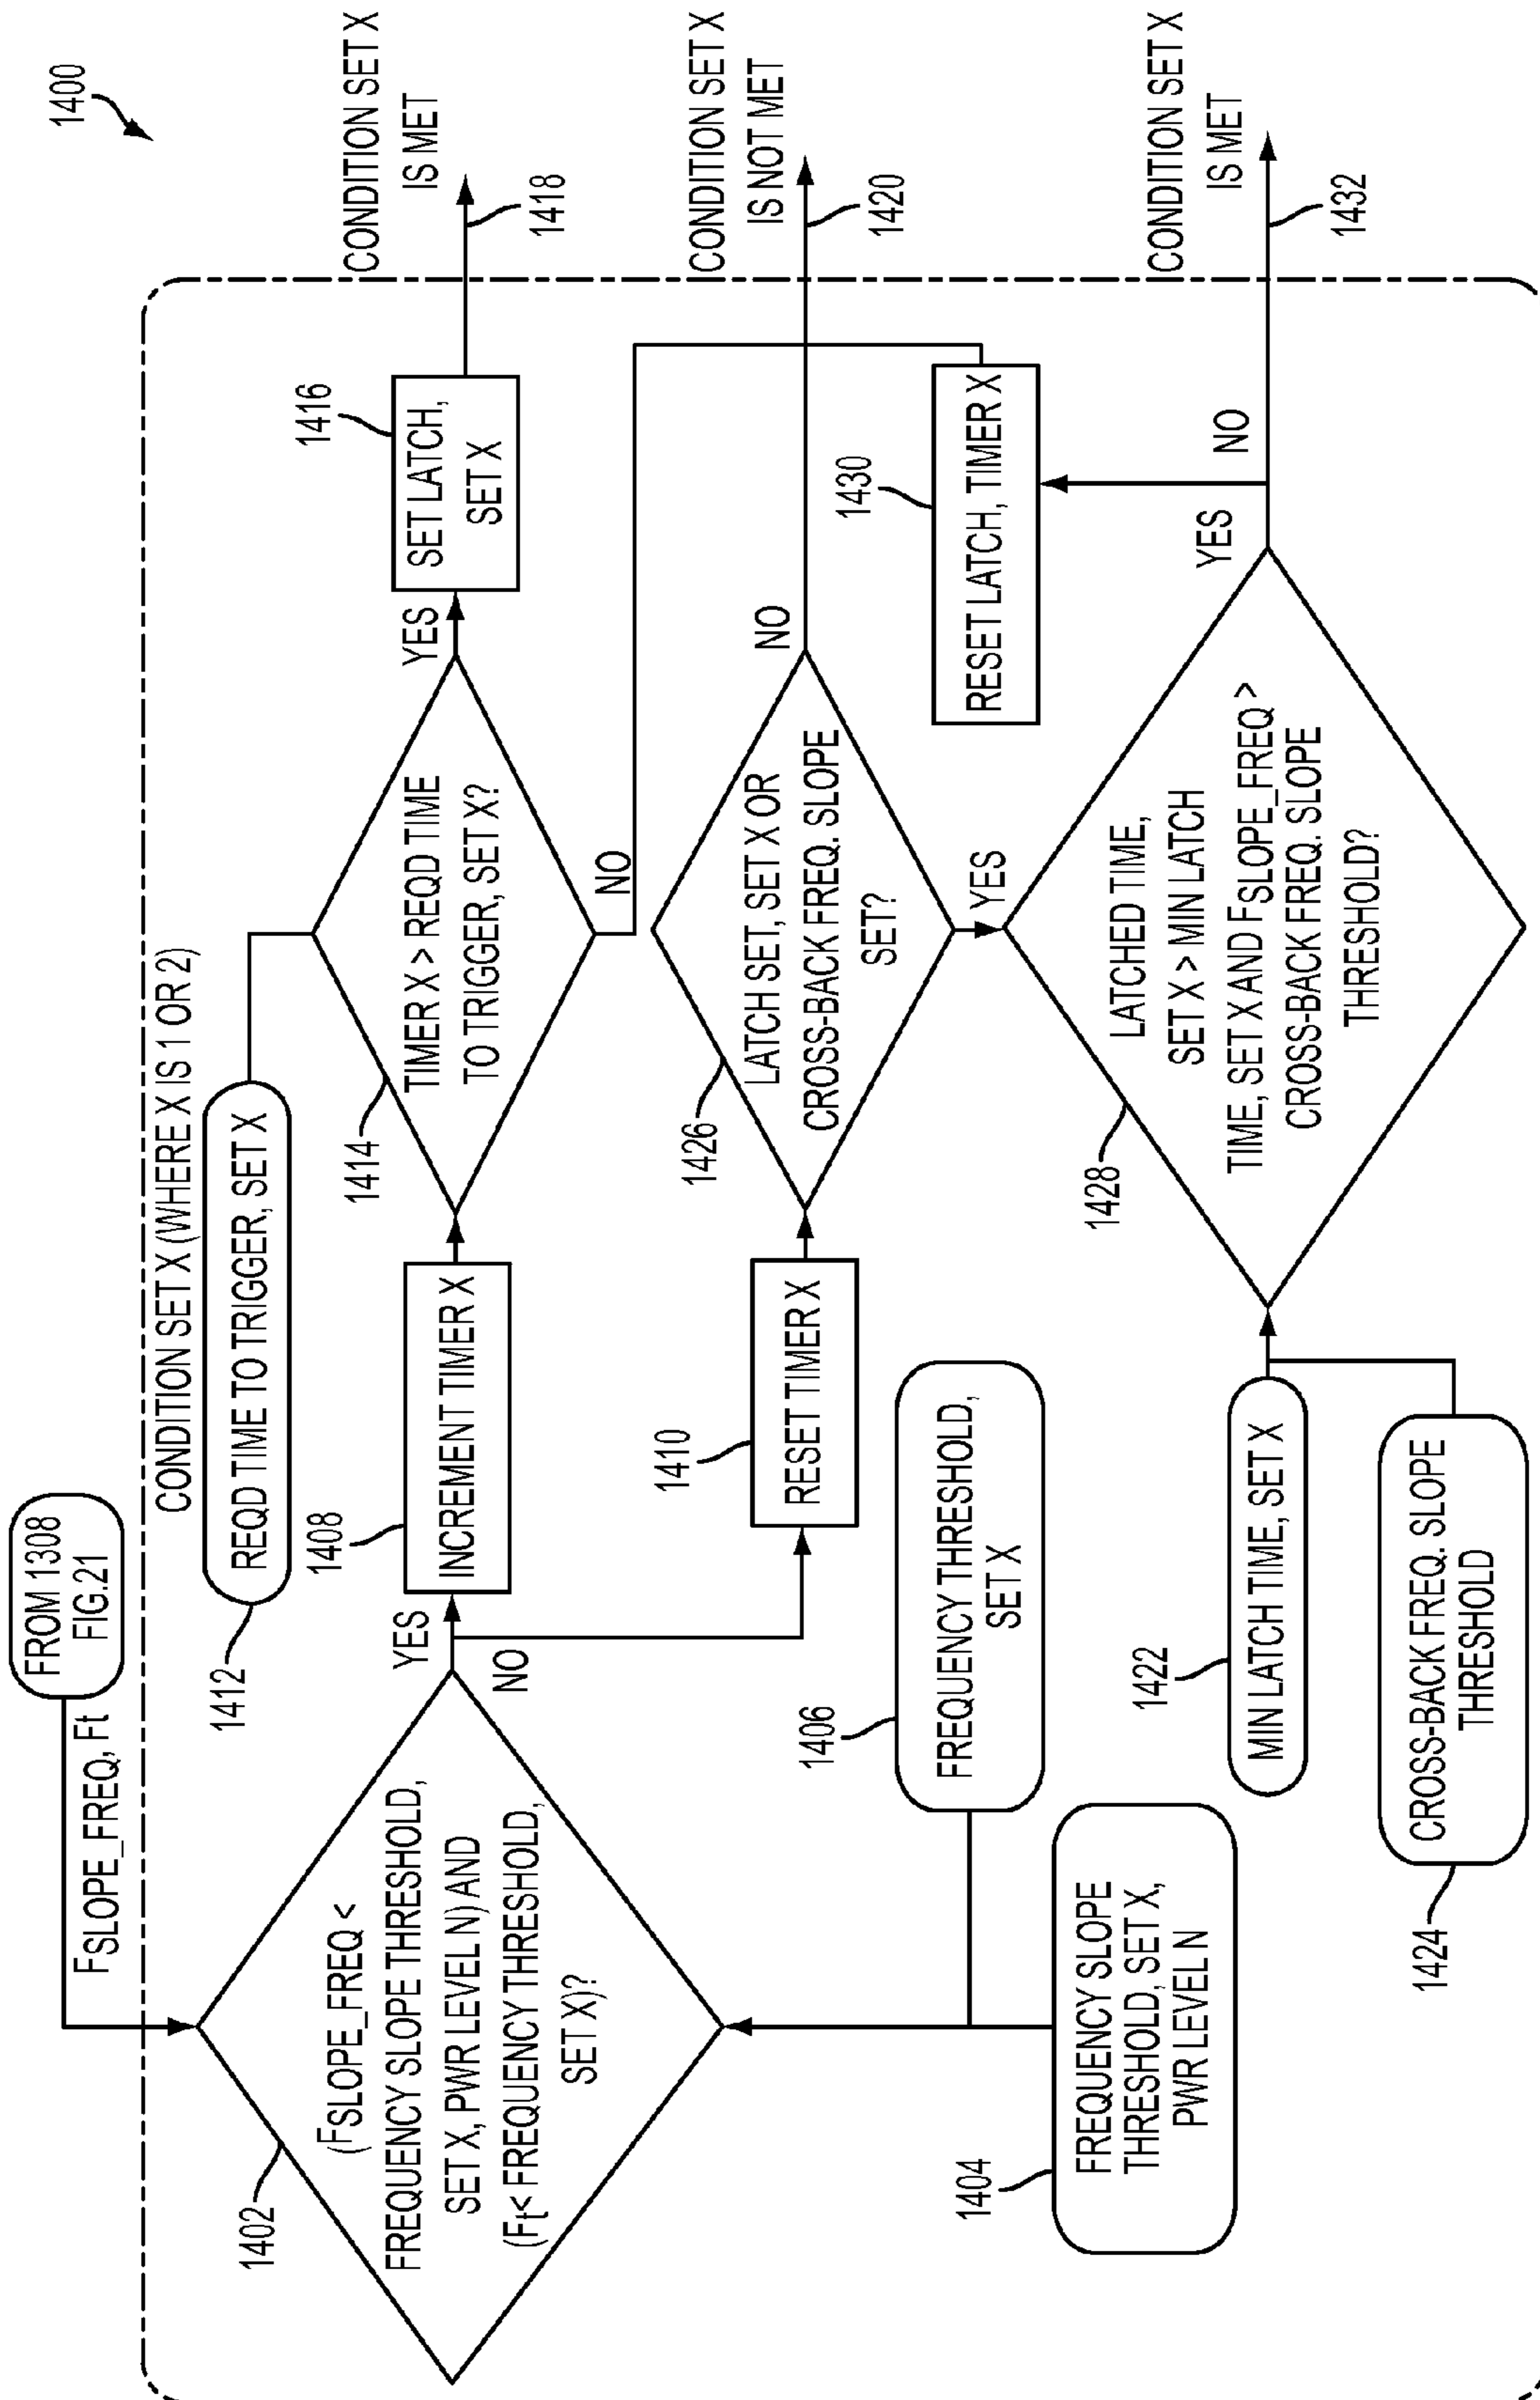 1400
FROM 1308
FIG.21
FSLOPE_FREQ, Ft
CONDITION SET X (WHERE X IS 1 OR 2)
1412
REQD TIME TO TRIGGER, SET X
1402
(FSLOPE_FREQ <
FREQUENCY SLOPE THRESHOLD,
SET X, PWR LEVEL N) AND
(Ft< FREQUENCY THRESHOLD,
SET X)?
YES
NO
1408
INCREMENT TIMER X
1414
TIMER X > REQD TIME
TO TRIGGER, SET X?
YES
NO
1416
SET LATCH,
SET X
CONDITION SET X
IS MET
1418
1410
RESET TIMER X
1426
LATCH SET, SET X OR
CROSS-BACK FREQ. SLOPE
SET?
NO
YES
CONDITION SET X
IS NOT MET
1420
1404
FREQUENCY SLOPE
THRESHOLD, SET X,
PWR LEVEL N
1406
FREQUENCY THRESHOLD,
SET X
1430
RESET LATCH, TIMER X
1422
MIN LATCH TIME, SET X
1424
CROSS-BACK FREQ. SLOPE
THRESHOLD
1428
LATCHED TIME,
SET X > MIN LATCH
TIME, SET X AND FSLOPE_FREQ >
CROSS-BACK FREQ. SLOPE
THRESHOLD?
YES
NO
CONDITION SET X
IS MET
1432